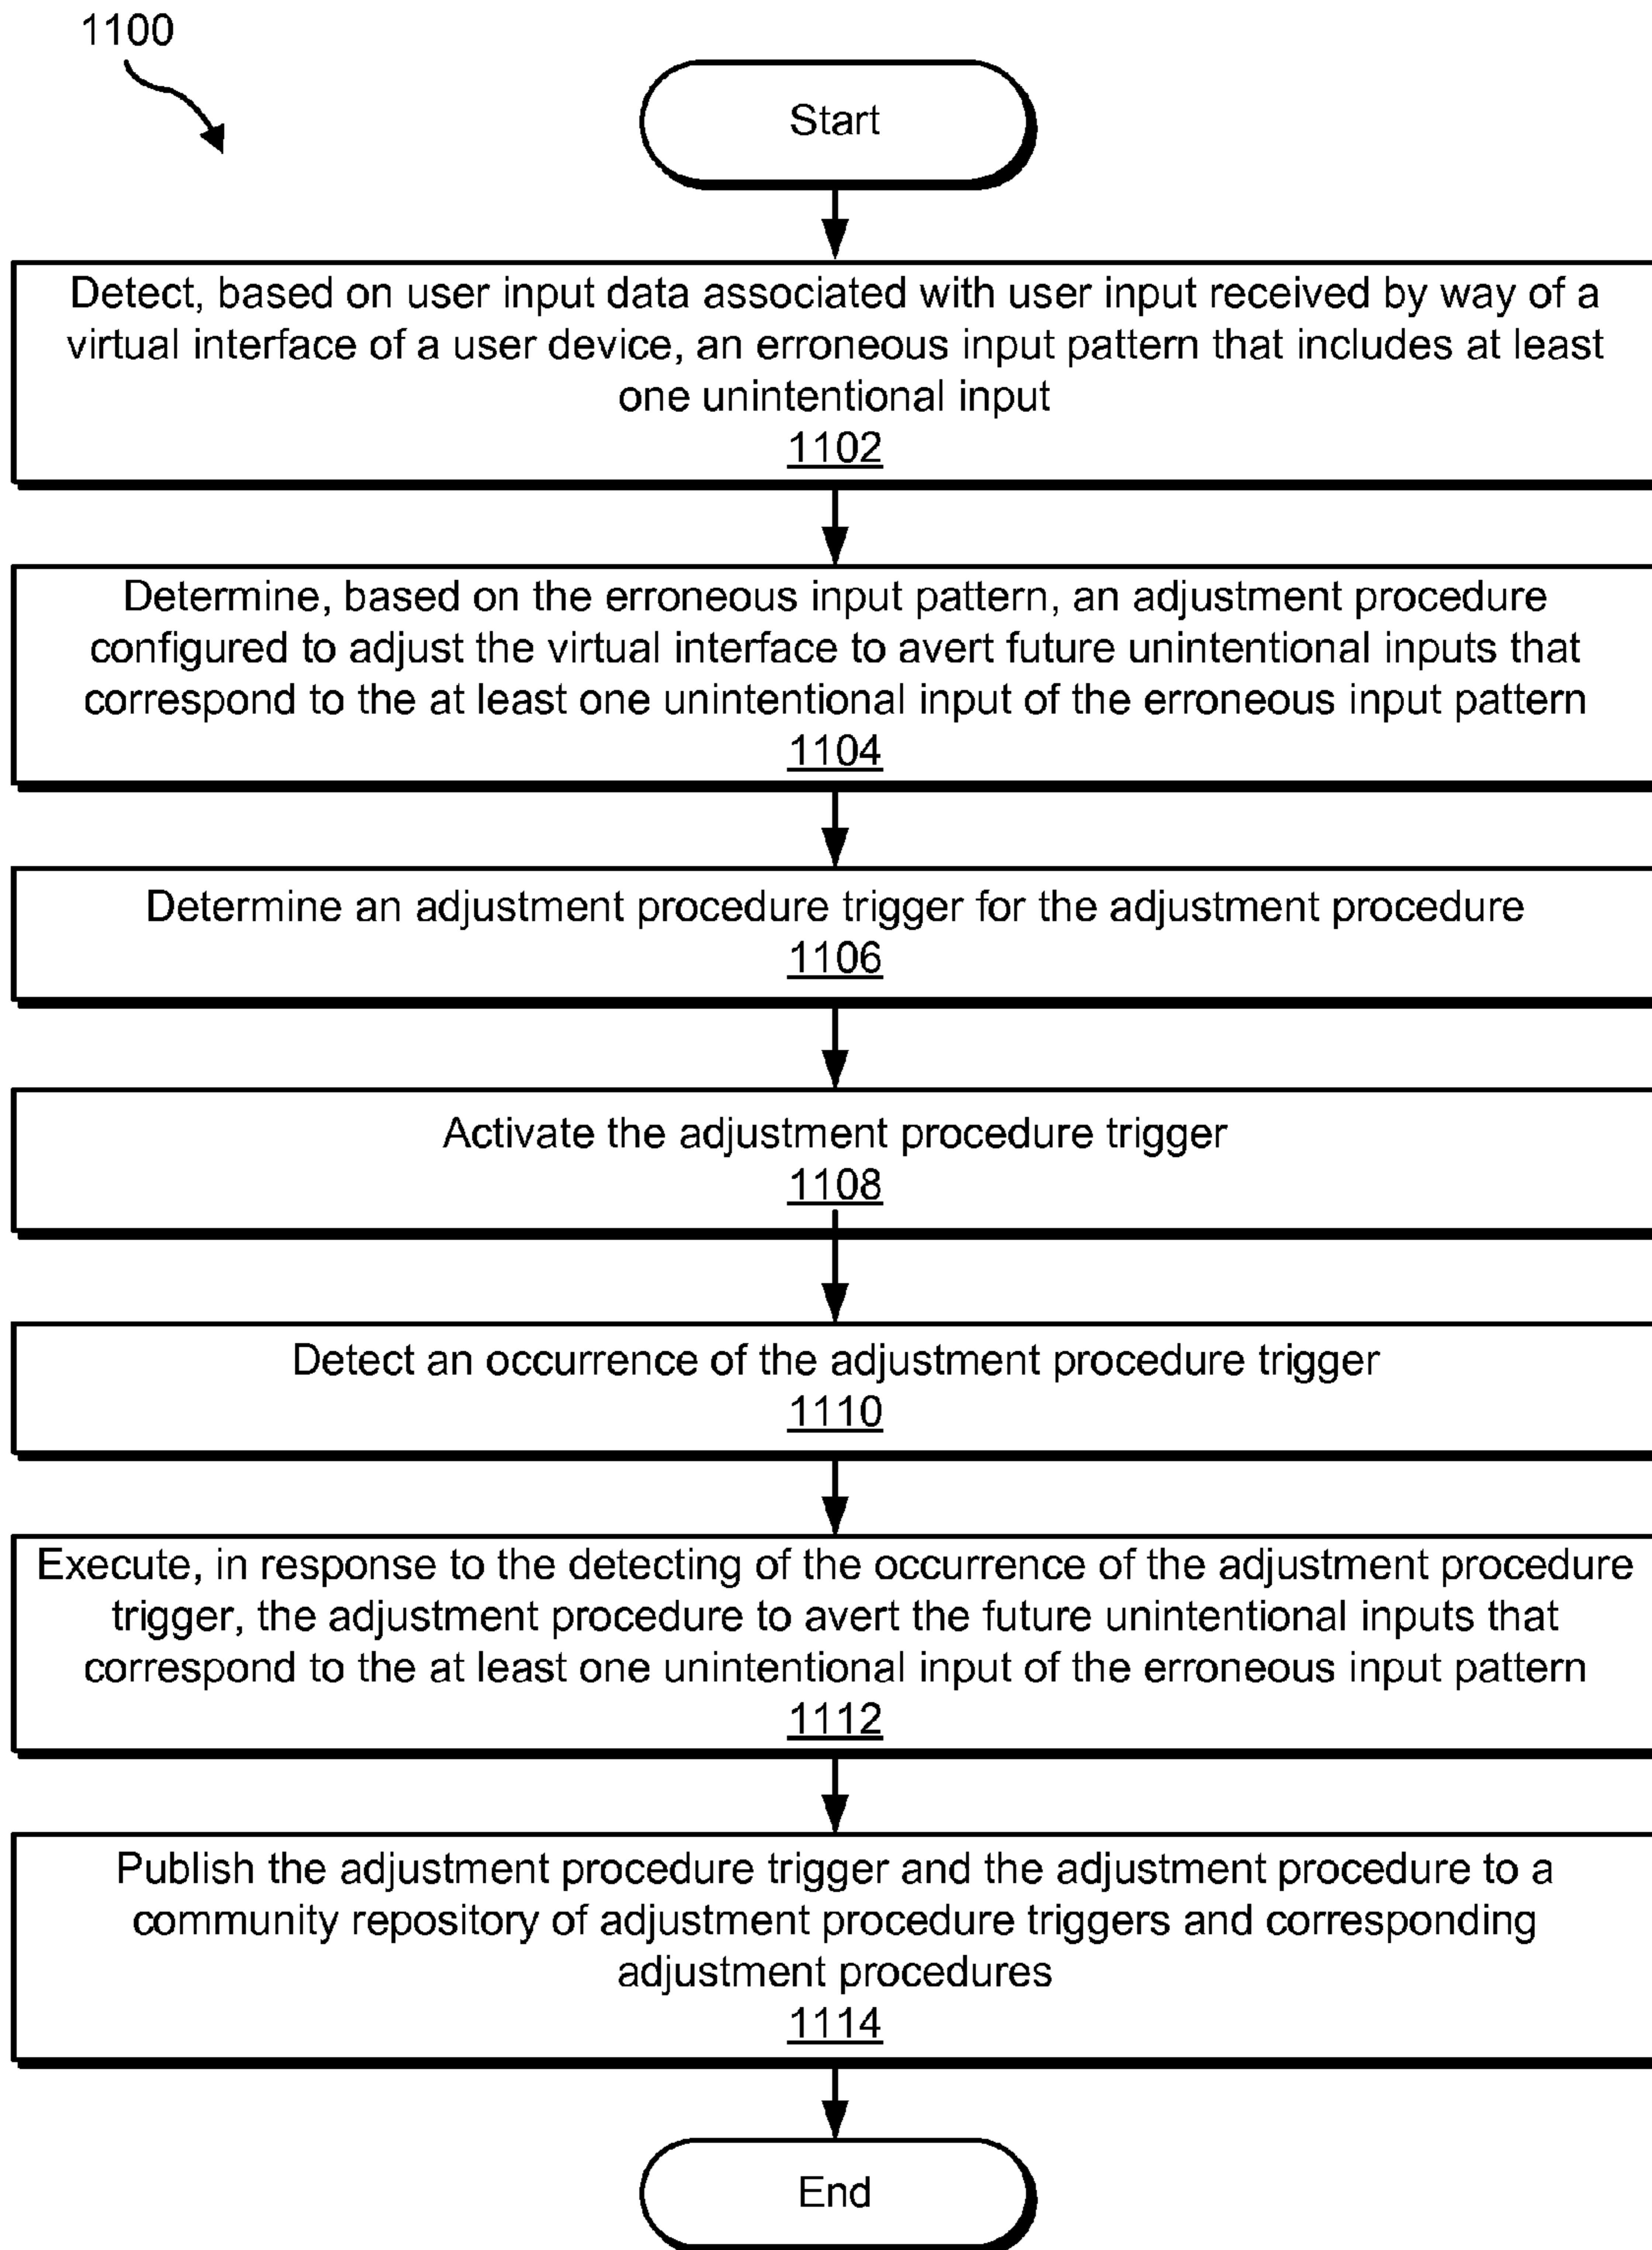 1100
Start
Detect, based on user input data associated with user input received by way of a
virtual interface of a user device, an erroneous input pattern that includes at least
one unintentional input
1102
Determine, based on the erroneous input pattern, an adjustment procedure
configured to adjust the virtual interface to avert future unintentional inputs that
correspond to the at least one unintentional input of the erroneous input pattern
1104
Determine an adjustment procedure trigger for the adjustment procedure
1106
Activate the adjustment procedure trigger
1108
Detect an occurrence of the adjustment procedure trigger
1110
Execute, in response to the detecting of the occurrence of the adjustment procedure
trigger, the adjustment procedure to avert the future unintentional inputs that
correspond to the at least one unintentional input of the erroneous input pattern
1112
Publish the adjustment procedure trigger and the adjustment procedure to a
community repository of adjustment procedure triggers and corresponding
adjustment procedures
1114
End